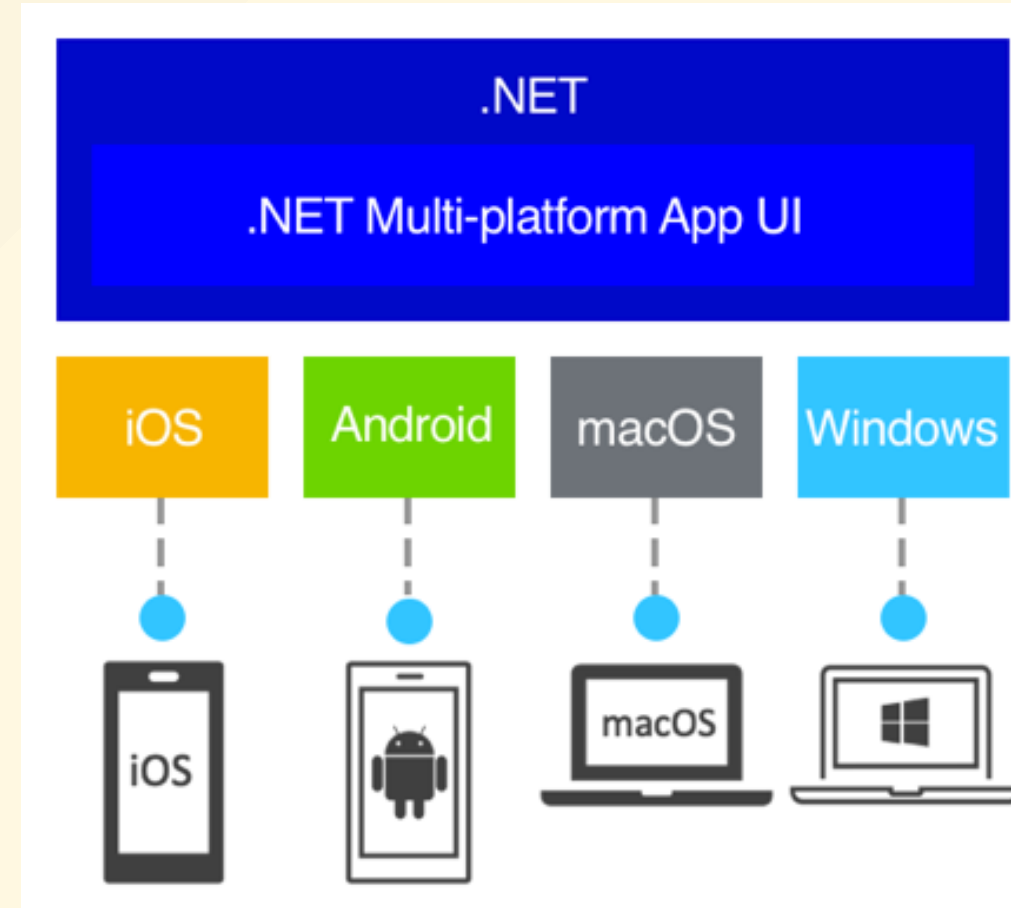 .NET
.NET Multi-platform App UI
iOS
Android
macOS
Windows
iOS
macOS